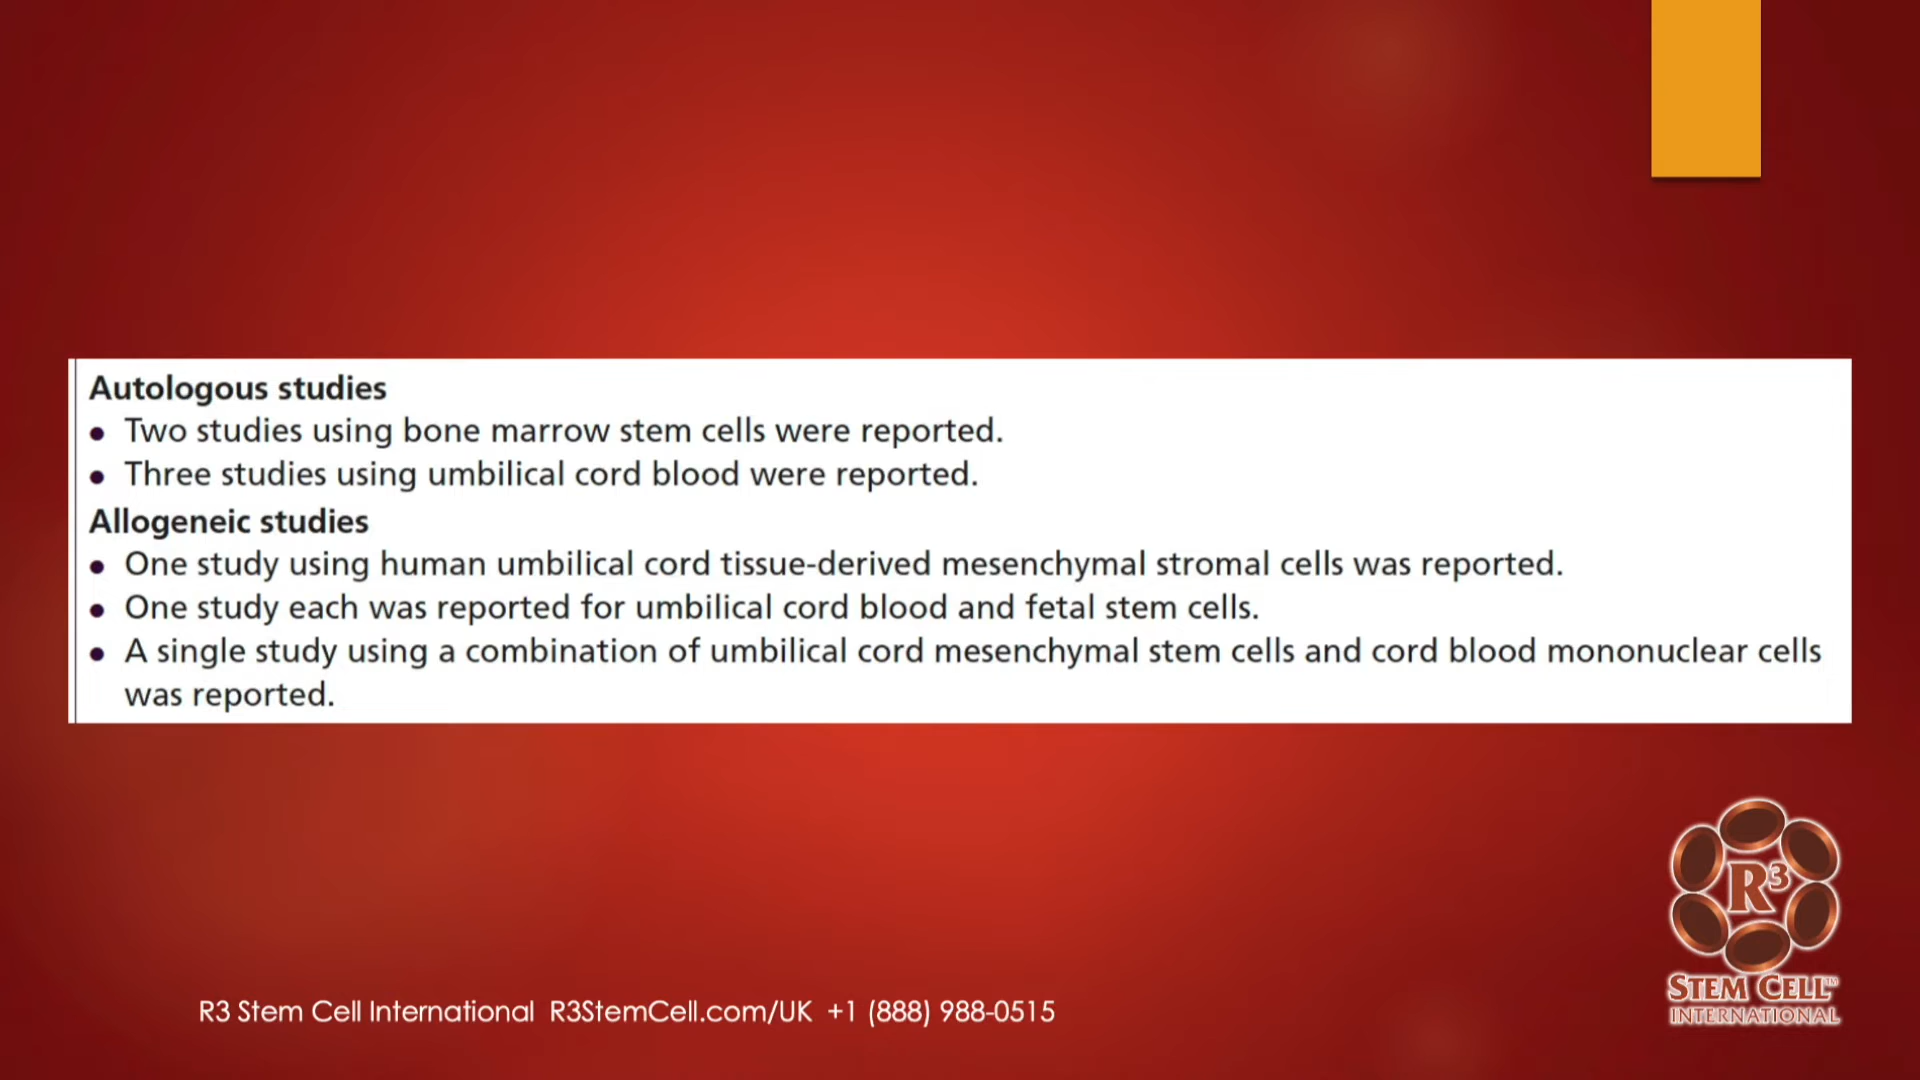 Autologous studies
• Two studies using bone marrow stem cells were reported.
• Three studies using umbilical cord blood were reported.
Allogeneic studies
• One study using human umbilical cord tissue-derived mesenchymal stromal cells was reported.
• One study each was reported for umbilical cord blood and fetal stem cells.
• A single study using a combination of umbilical cord mesenchymal stem cells and cord blood mononuclear cells
was reported.
R3
STEM CELL™
INTERNATIONAL
R3 Stem Cell International R3StemCell.com/UK +1 (888) 988-0515